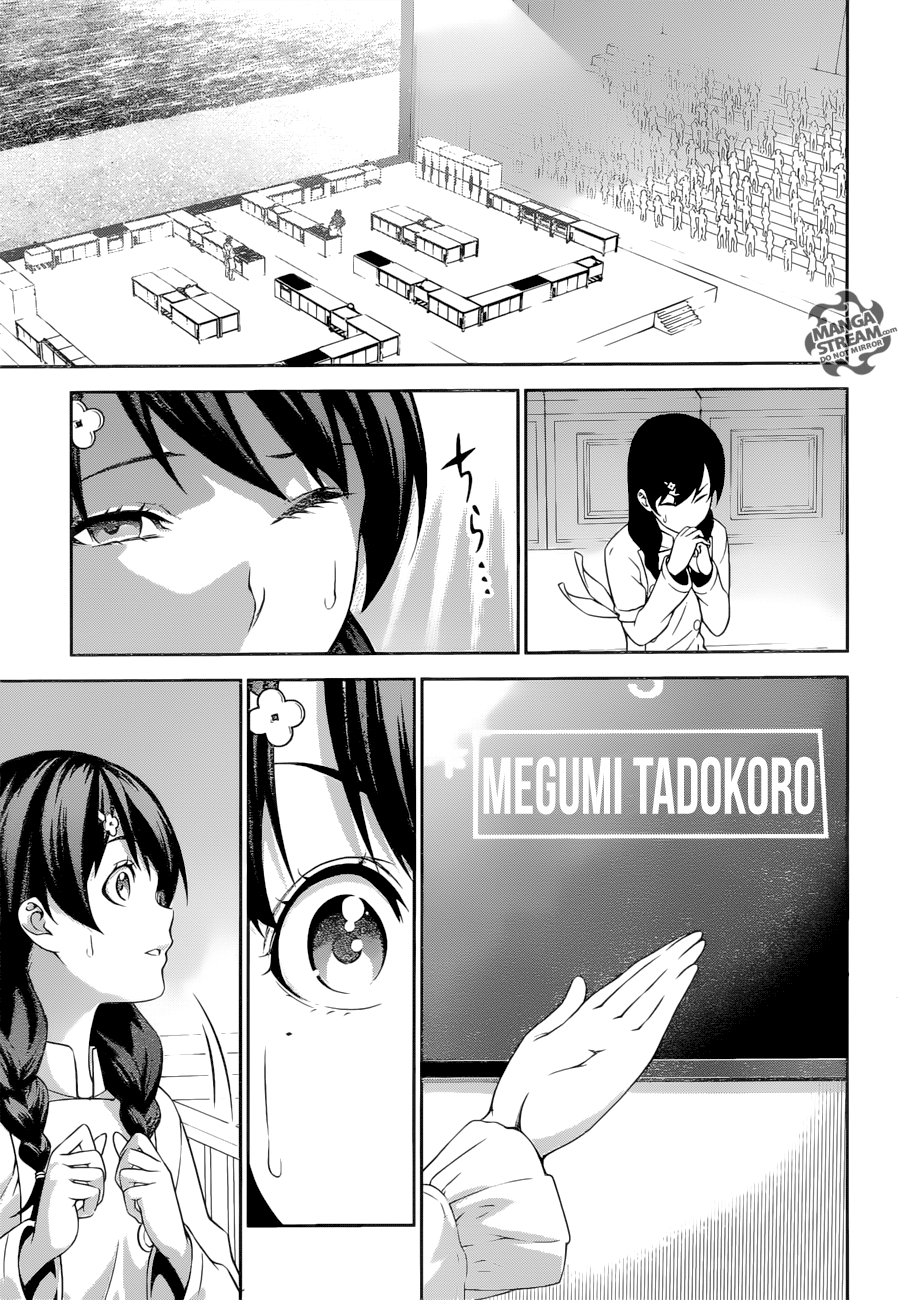 MANGA
STREAM.com
DO NOT MIRROR
ちら…
MEGUMI TADOKORO